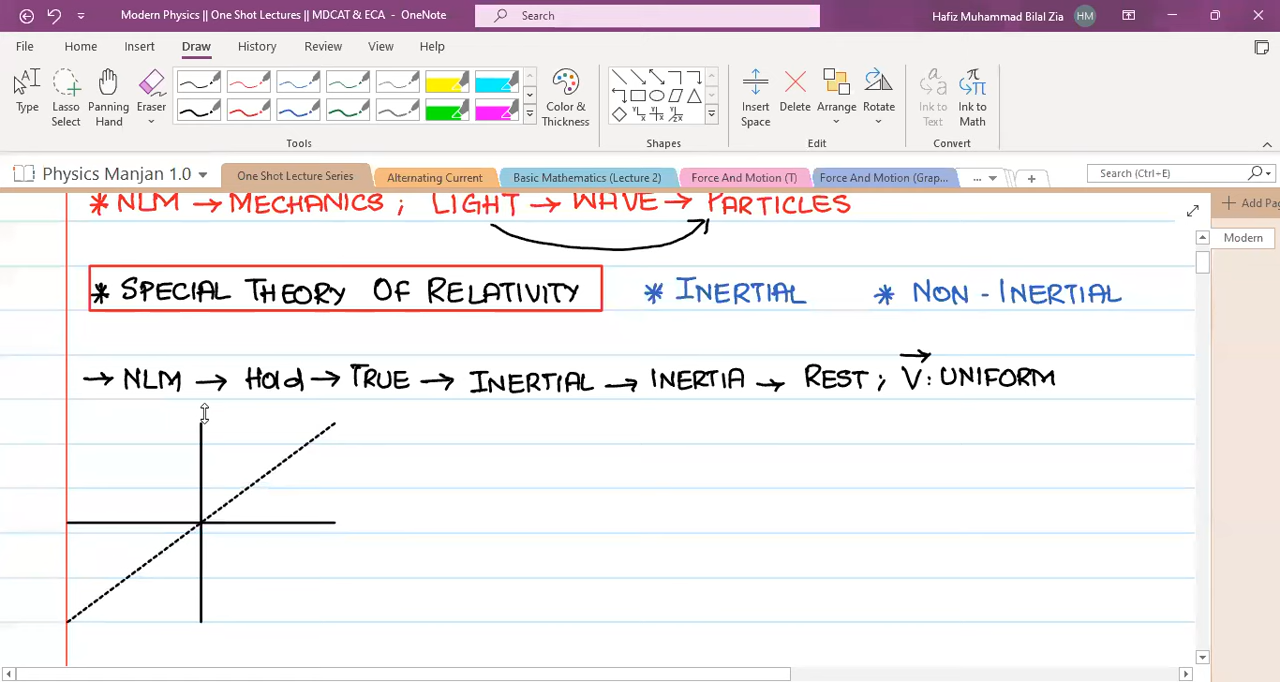 Modern Physics || One Shot Lectures || MDCAT & ECA - OneNote
Search
Hafiz Muhammad Bilal Zia HM
File Home Insert Draw History Review View Help
Type
Lasso Select
Panning Hand
Eraser
Color & Thickness
Insert Space
Delete
Arrange
Rotate
Ink to Text
Ink to Math
Tools Shapes Edit Convert
Physics Manjan 1.0
One Shot Lecture Series
Alternating Current
Basic Mathematics (Lecture 2)
Force And Motion (T)
Force And Motion (Grap...
...
Search (Ctrl+E)
Add Pag
Modern
* NLM → MECHANICS ; LIGHT → WAVE → PARTICLES
* SPECIAL THEORY OF RELATIVITY * INERTIAL * NON - INERTIAL
→ NLM → Hold → TRUE → INERTIAL → INERTIA → REST ; V⃗ : UNIFORM